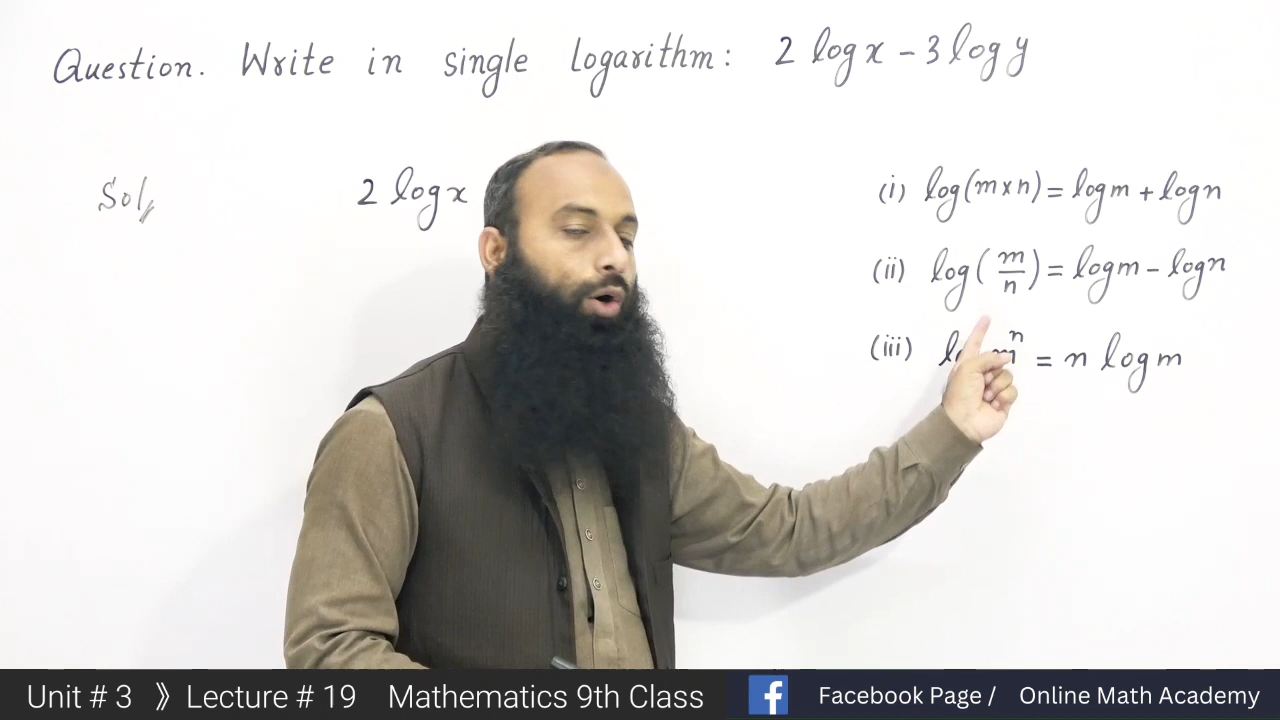 Question. Write in single logarithm: 2 log x - 3 log y
Sol,
2 log x
(i) log(m×n) = log m + log n
(ii) log(m/n) = log m - log n
(iii) mⁿ = n log m
Unit # 3 》 Lecture # 19 Mathematics 9th Class
Facebook Page / Online Math Academy